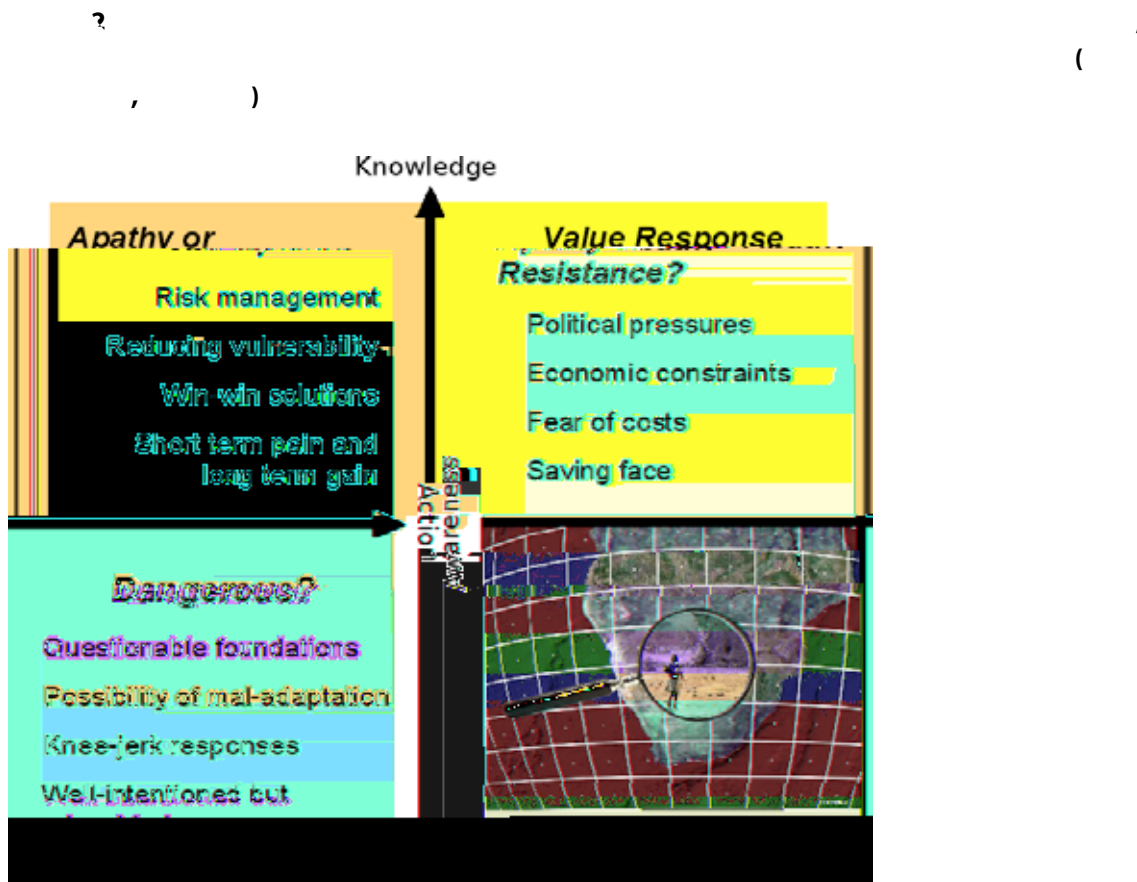 ?
,
(
, )
Knowledge
Apathy or
Value Response
Resistance?
Risk management
Political pressures
Reducing vulnerability
Economic constraints
Win-win solutions
Fear of costs
Short term pain and
long term gain
Saving face
Action
Awareness
Dangerous?
Questionable foundations
Possibility of mal-adaptation
Knee-jerk responses
Well-intentioned but